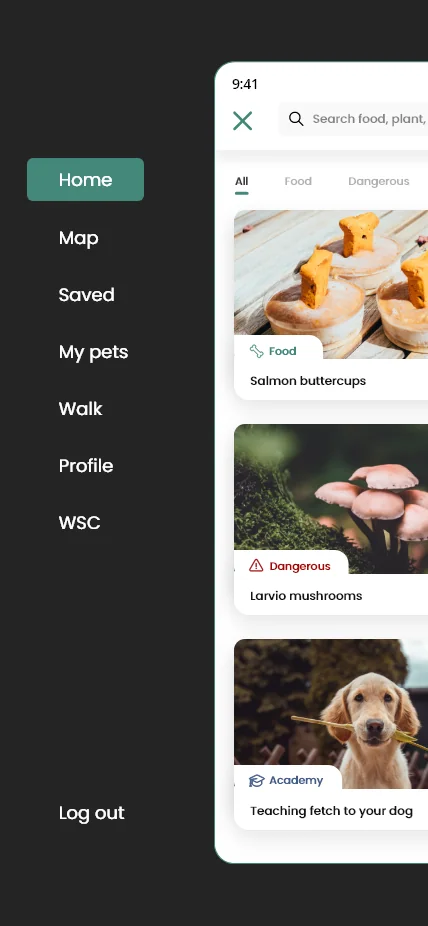 Home
Map
Saved
My pets
Walk
Profile
WSC
Log out
9:41
Search food, plant,
All
Food
Dangerous
Food
Salmon buttercups
Dangerous
Larvio mushrooms
Academy
Teaching fetch to your dog